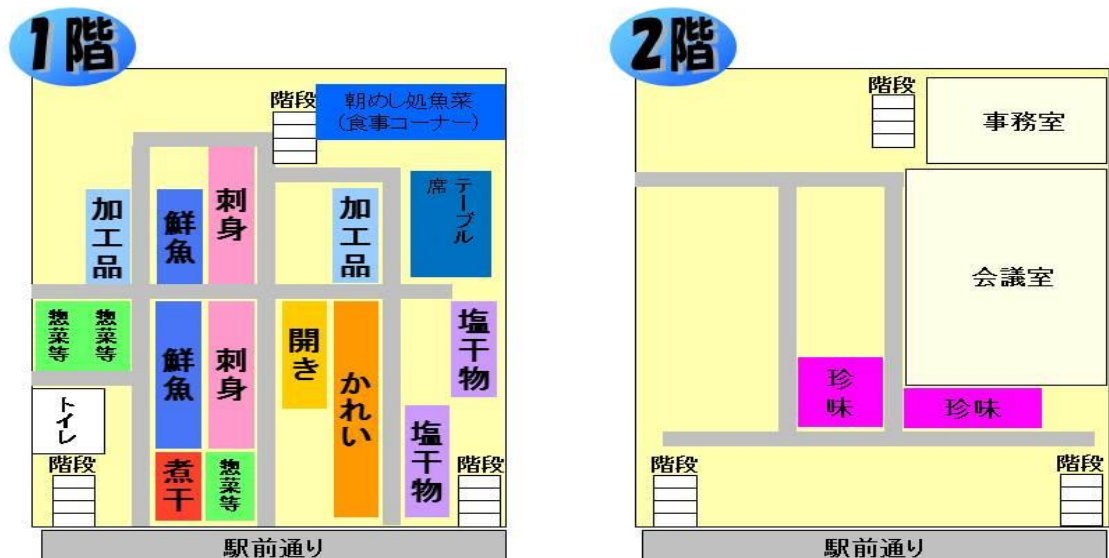 1階
階段
朝めし処魚菜
(食事コーナー)
加工品
鮮魚
刺身
加工品
テーブル
席
惣菜等
惣菜等
鮮魚
刺身
開き
かれい
塩干物
トイレ
塩干物
階段
煮干
惣菜等
階段
駅前通り
2階
階段
事務室
会議室
珍味
珍味
階段
階段
駅前通り